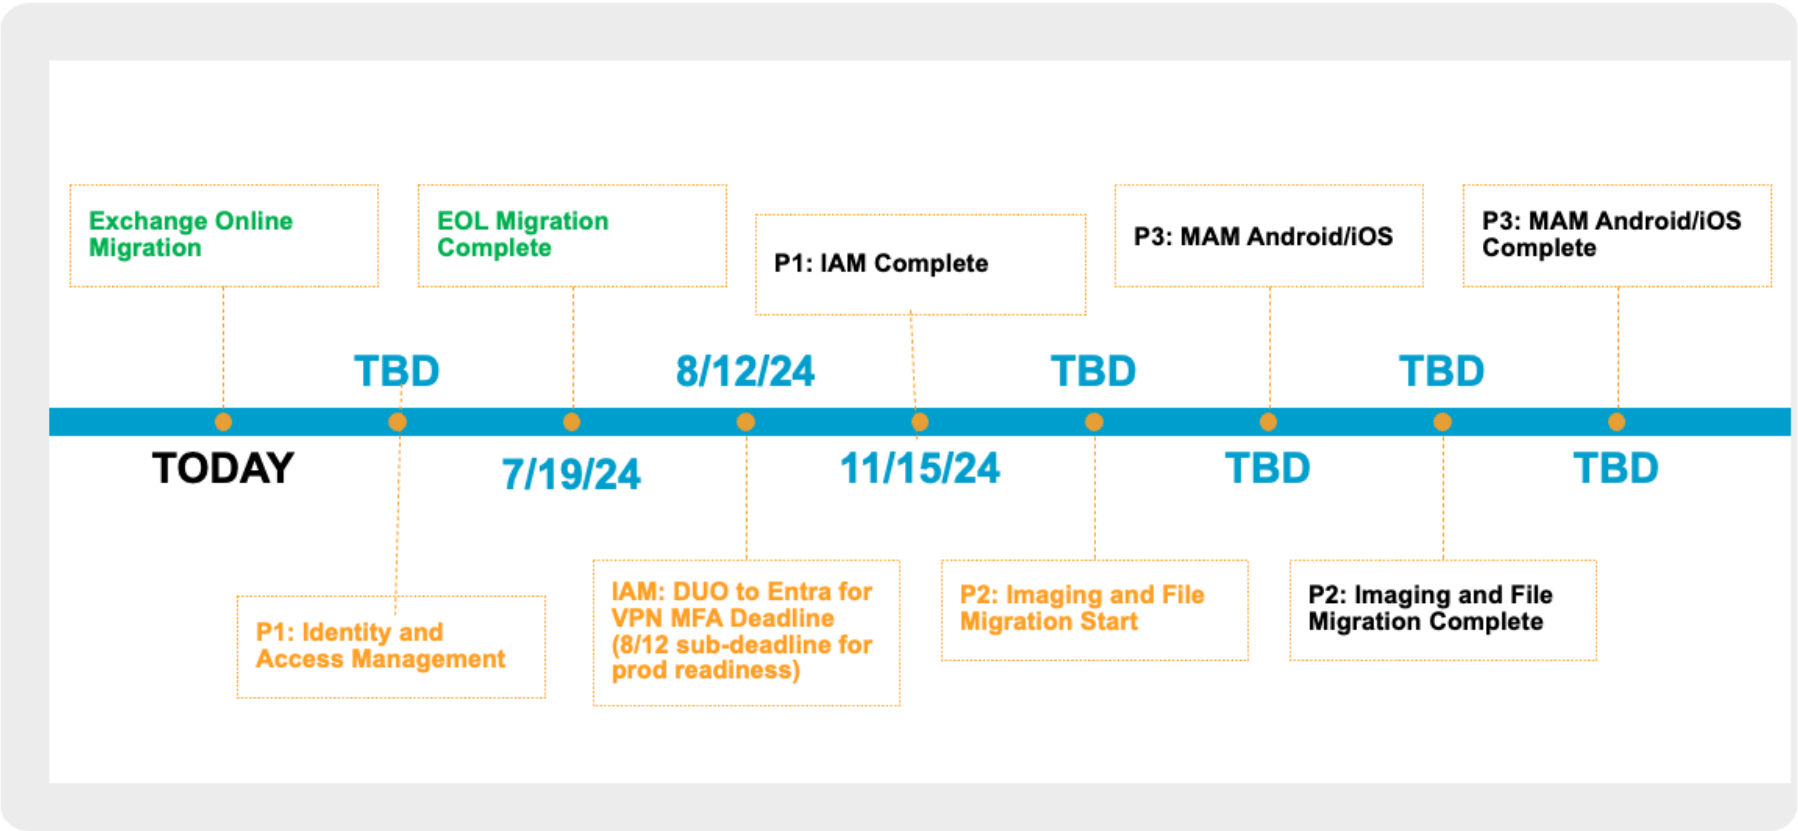 Exchange Online
Migration
EOL Migration
Complete
P1: IAM Complete
P3: MAM Android/iOS
P3: MAM Android/iOS
Complete
TBD
8/12/24
TBD
TBD
TODAY
7/19/24
11/15/24
TBD
TBD
P1: Identity and
Access Management
IAM: DUO to Entra for
VPN MFA Deadline
(8/12 sub-deadline for
prod readiness)
P2: Imaging and File
Migration Start
P2: Imaging and File
Migration Complete